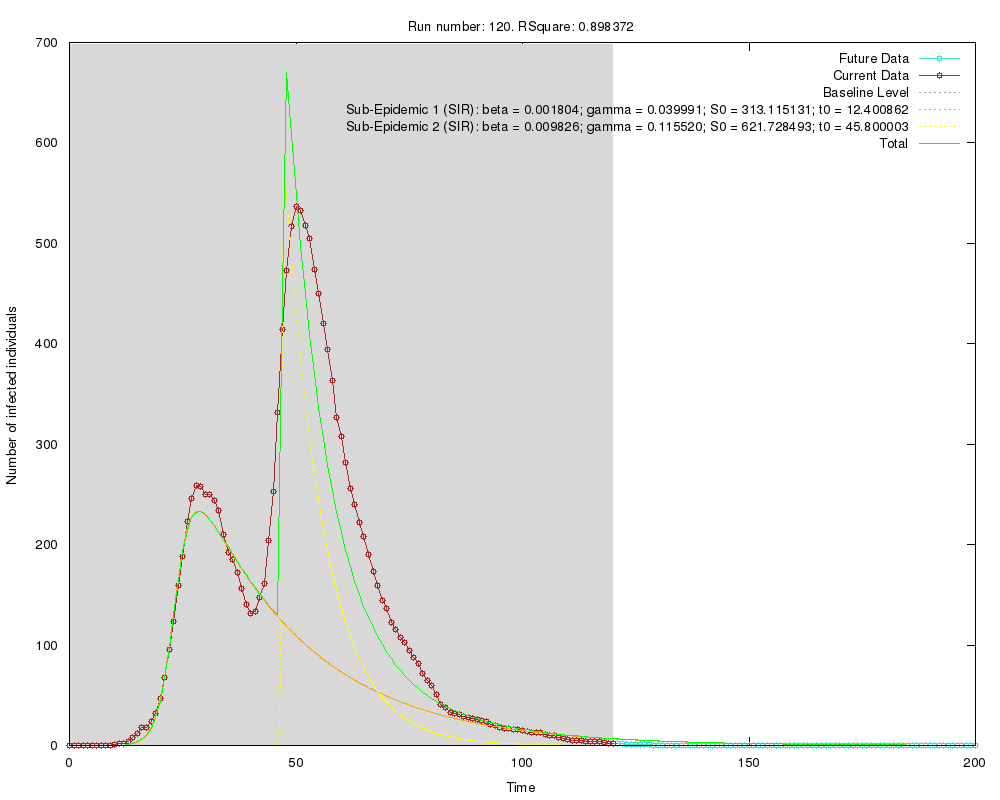 Run number: 120. RSquare: 0.898372
700
600
500
400
300
200
100
0
Number of infected individuals
Future Data
Current Data
Baseline Level
Sub-Epidemic 1 (SIR): beta = 0.001804; gamma = 0.039991; S0 = 313.115131; t0 = 12.400862
Sub-Epidemic 2 (SIR): beta = 0.009826; gamma = 0.115520; S0 = 621.728493; t0 = 45.800003
Total
0
50
100
150
200
Time